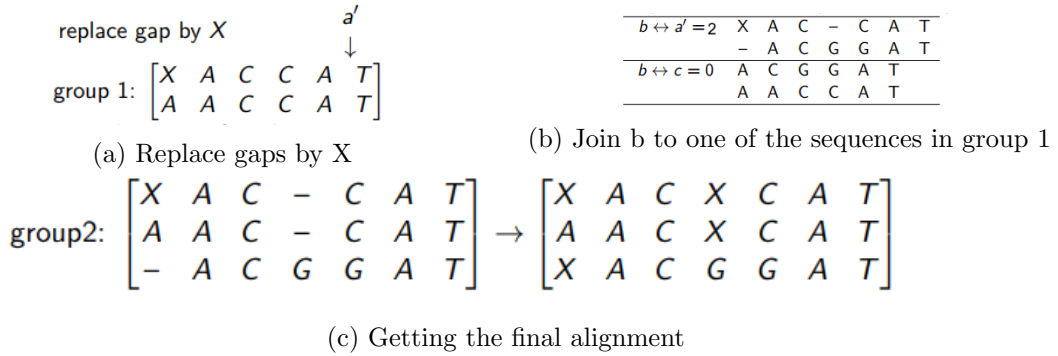 replace gap by X
a′
↓
group 1: [X A C C A T]
[A A C C A T]
(a) Replace gaps by X
b ↔ a′ = 2 X A C – C A T
– A C G G A T
b ↔ c = 0 A C G G A T
A A C C A T
(b) Join b to one of the sequences in group 1
group2: [X A C – C A T] → [X A C X C A T]
[A A C – C A T] [A A C X C A T]
[– A C G G A T] [X A C G G A T]
(c) Getting the final alignment